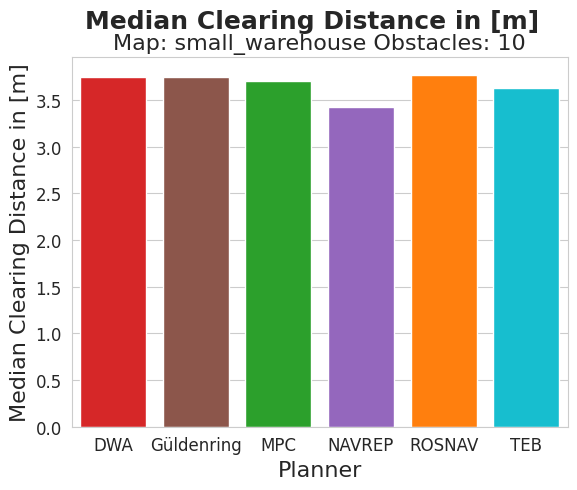 Median Clearing Distance in [m]
Map: small_warehouse Obstacles: 10
Median Clearing Distance in [m]
3.5
3.0
2.5
2.0
1.5
1.0
0.5
0.0
DWA Güldenring MPC NAVREP ROSNAV TEB
Planner